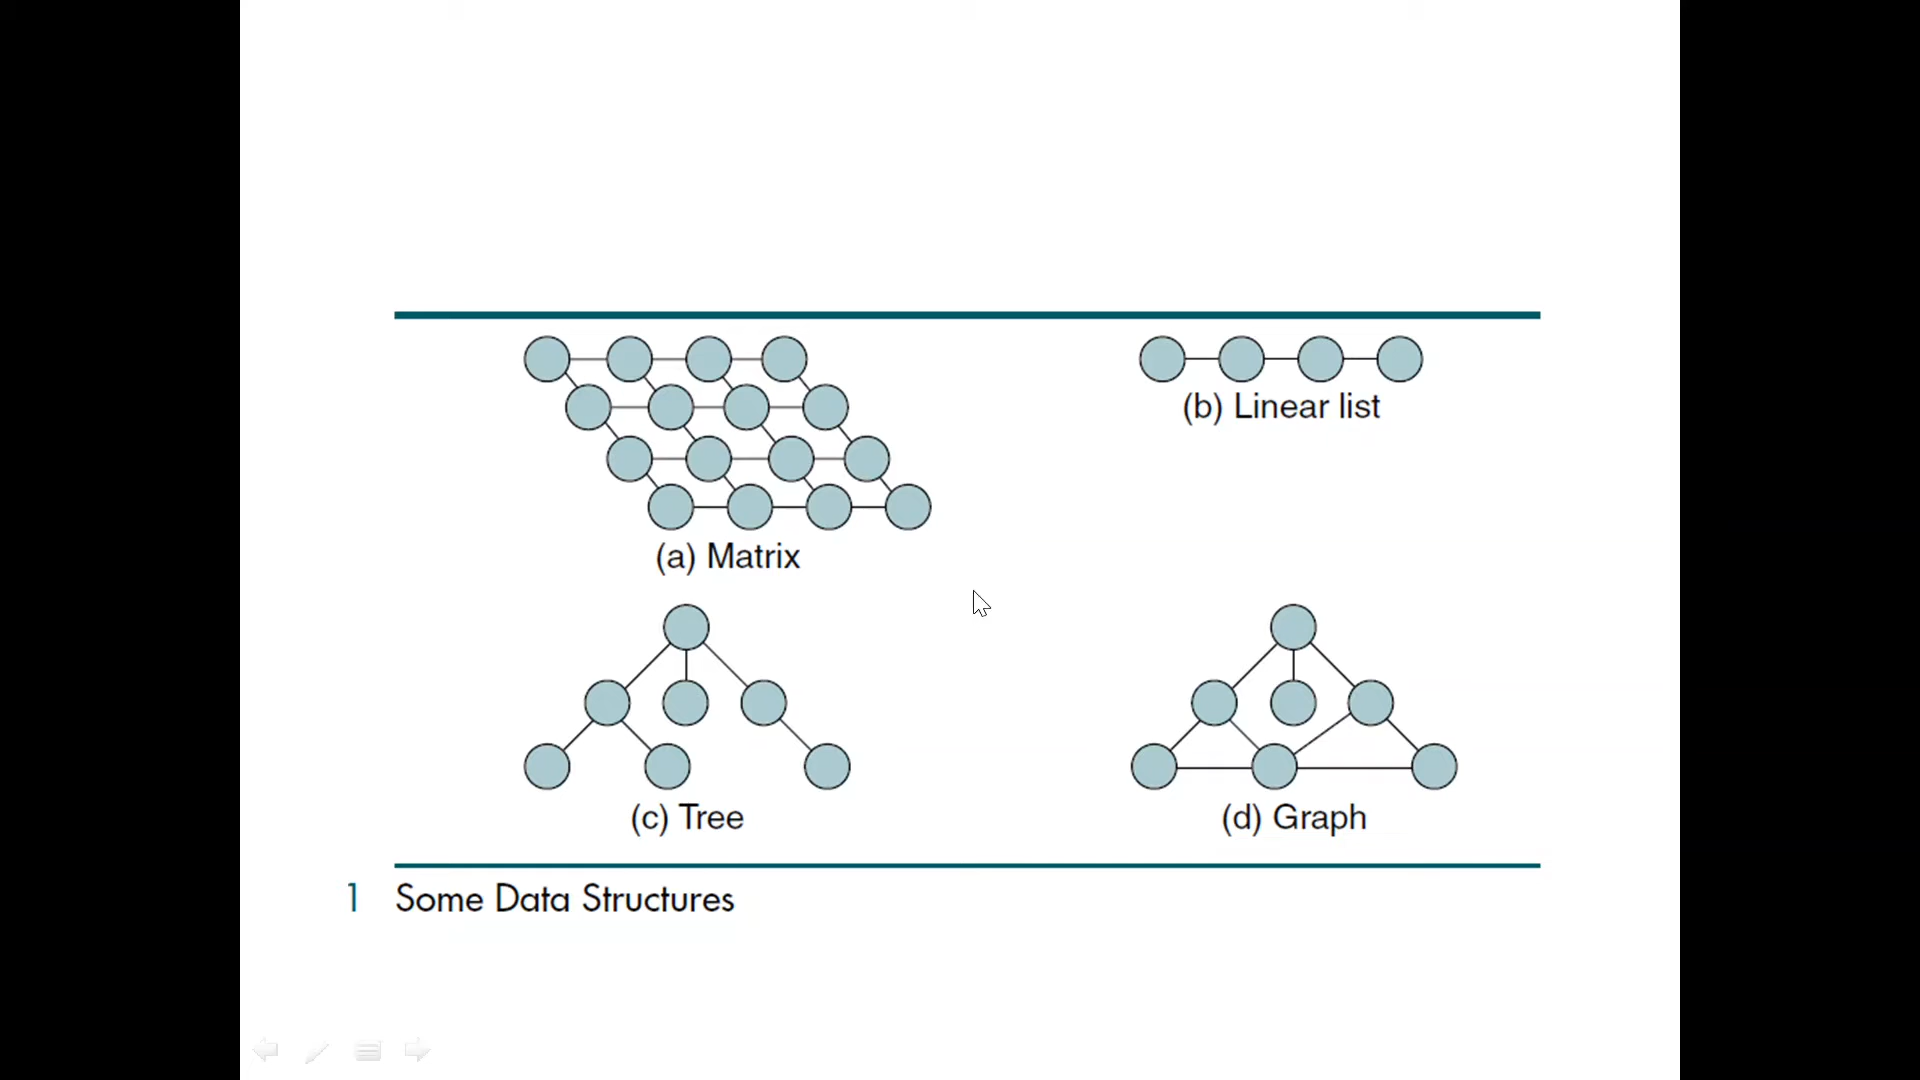 (a) Matrix
(b) Linear list
(c) Tree
(d) Graph
1 Some Data Structures